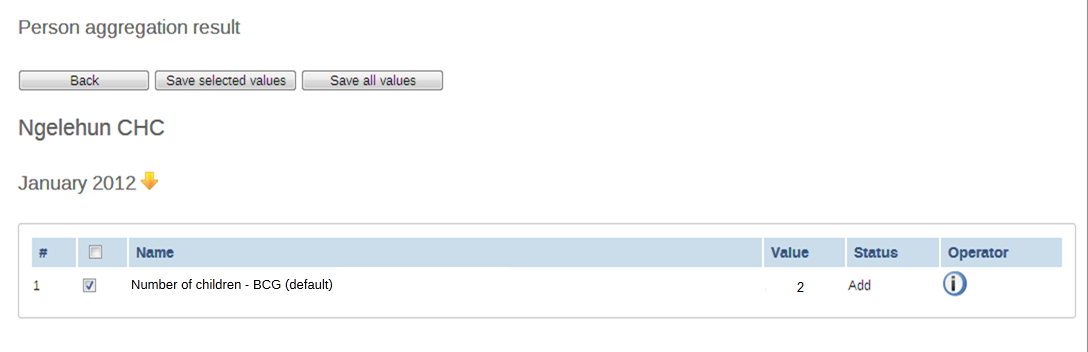 Person aggregation result
Back Save selected values Save all values
Ngelehun CHC
January 2012
# Name Value Status Operator
1 Number of children - BCG (default) 2 Add